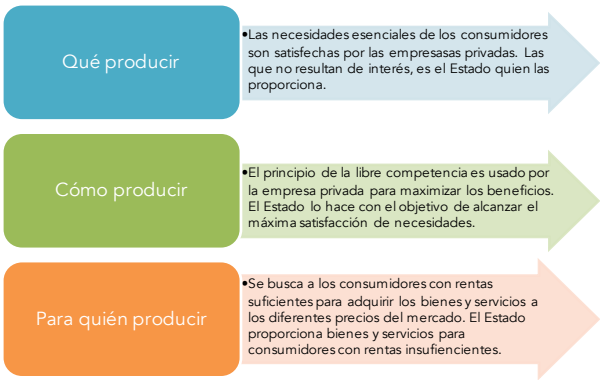 Qué producir
•Las necesidades esenciales de los consumidores
son satisfechas por las empresasas privadas. Las
que no resultan de interés, es el Estado quien las
proporciona.
Cómo producir
•El principio de la libre competencia es usado por
la empresa privada para maximizar los beneficios.
El Estado lo hace con el objetivo de alcanzar el
máxima satisfacción de necesidades.
Para quién producir
•Se busca a los consumidores con rentas
suficientes para adquirir los bienes y servicios a
los diferentes precios del mercado. El Estado
proporciona bienes y servicios para
consumidores con rentas insufiencientes.